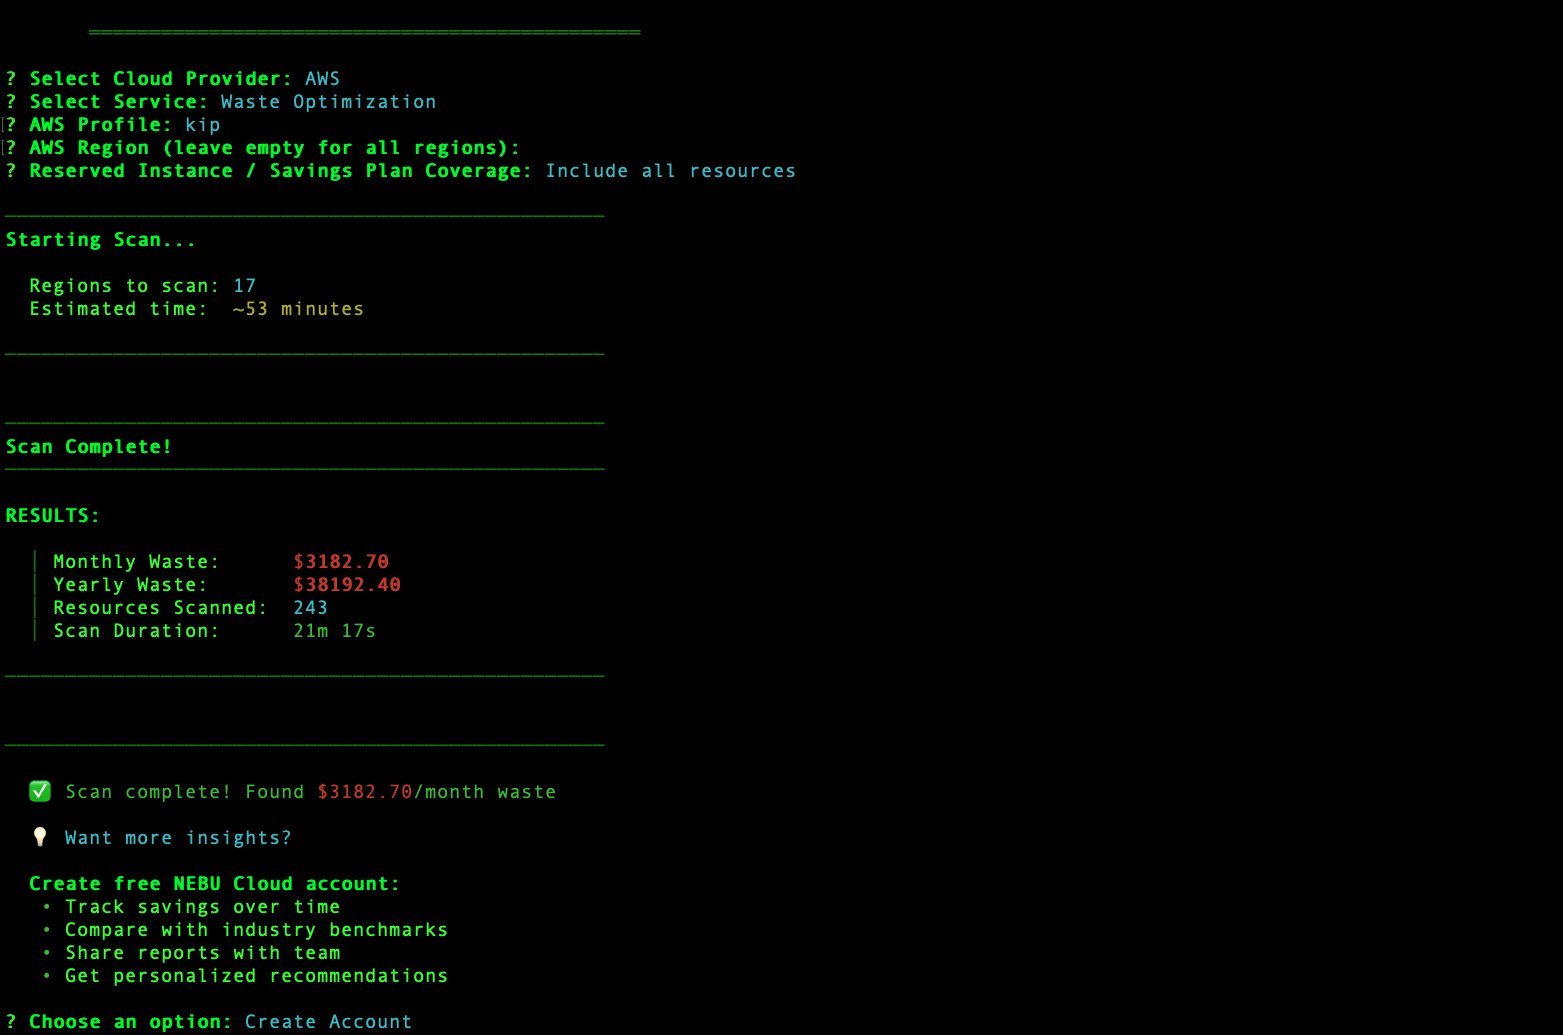 ? Select Cloud Provider: AWS
? Select Service: Waste Optimization
? AWS Profile: kip
? AWS Region (leave empty for all regions):
? Reserved Instance / Savings Plan Coverage: Include all resources
Starting Scan...
Regions to scan: 17
Estimated time: ~53 minutes
Scan Complete!
RESULTS:
│ Monthly Waste: $3182.70
│ Yearly Waste: $38192.40
│ Resources Scanned: 243
│ Scan Duration: 21m 17s
✅ Scan complete! Found $3182.70/month waste
💡 Want more insights?
Create free NEBU Cloud account:
• Track savings over time
• Compare with industry benchmarks
• Share reports with team
• Get personalized recommendations
? Choose an option: Create Account